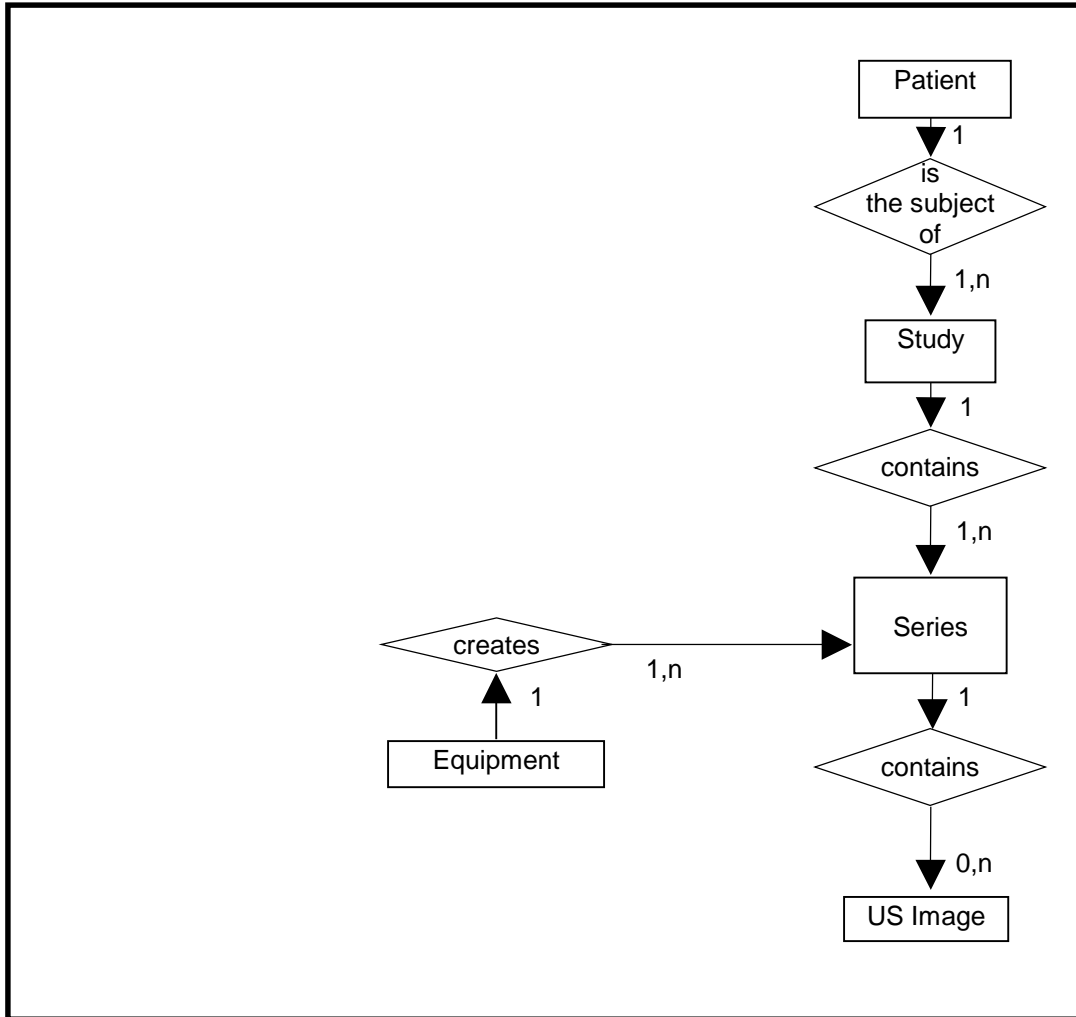 Patient
1
is
the subject
of
1,n
Study
1
contains
1,n
Series
creates
1,n
1
1
Equipment
contains
0,n
US Image